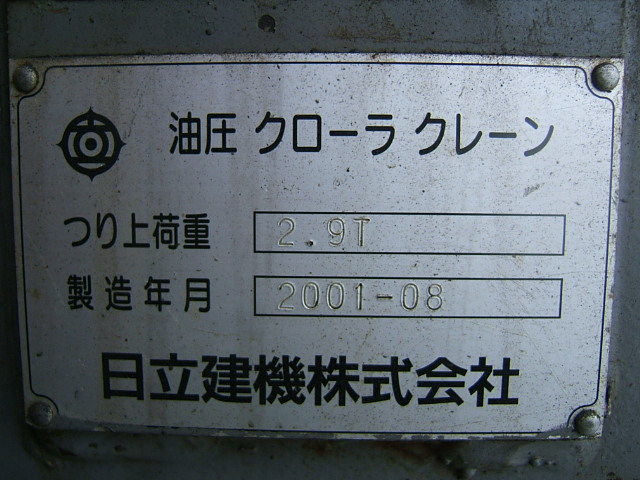 油圧 クローラ クレーン
つり上荷重 2.9T
製造年月 2001-08
日立建機株式会社